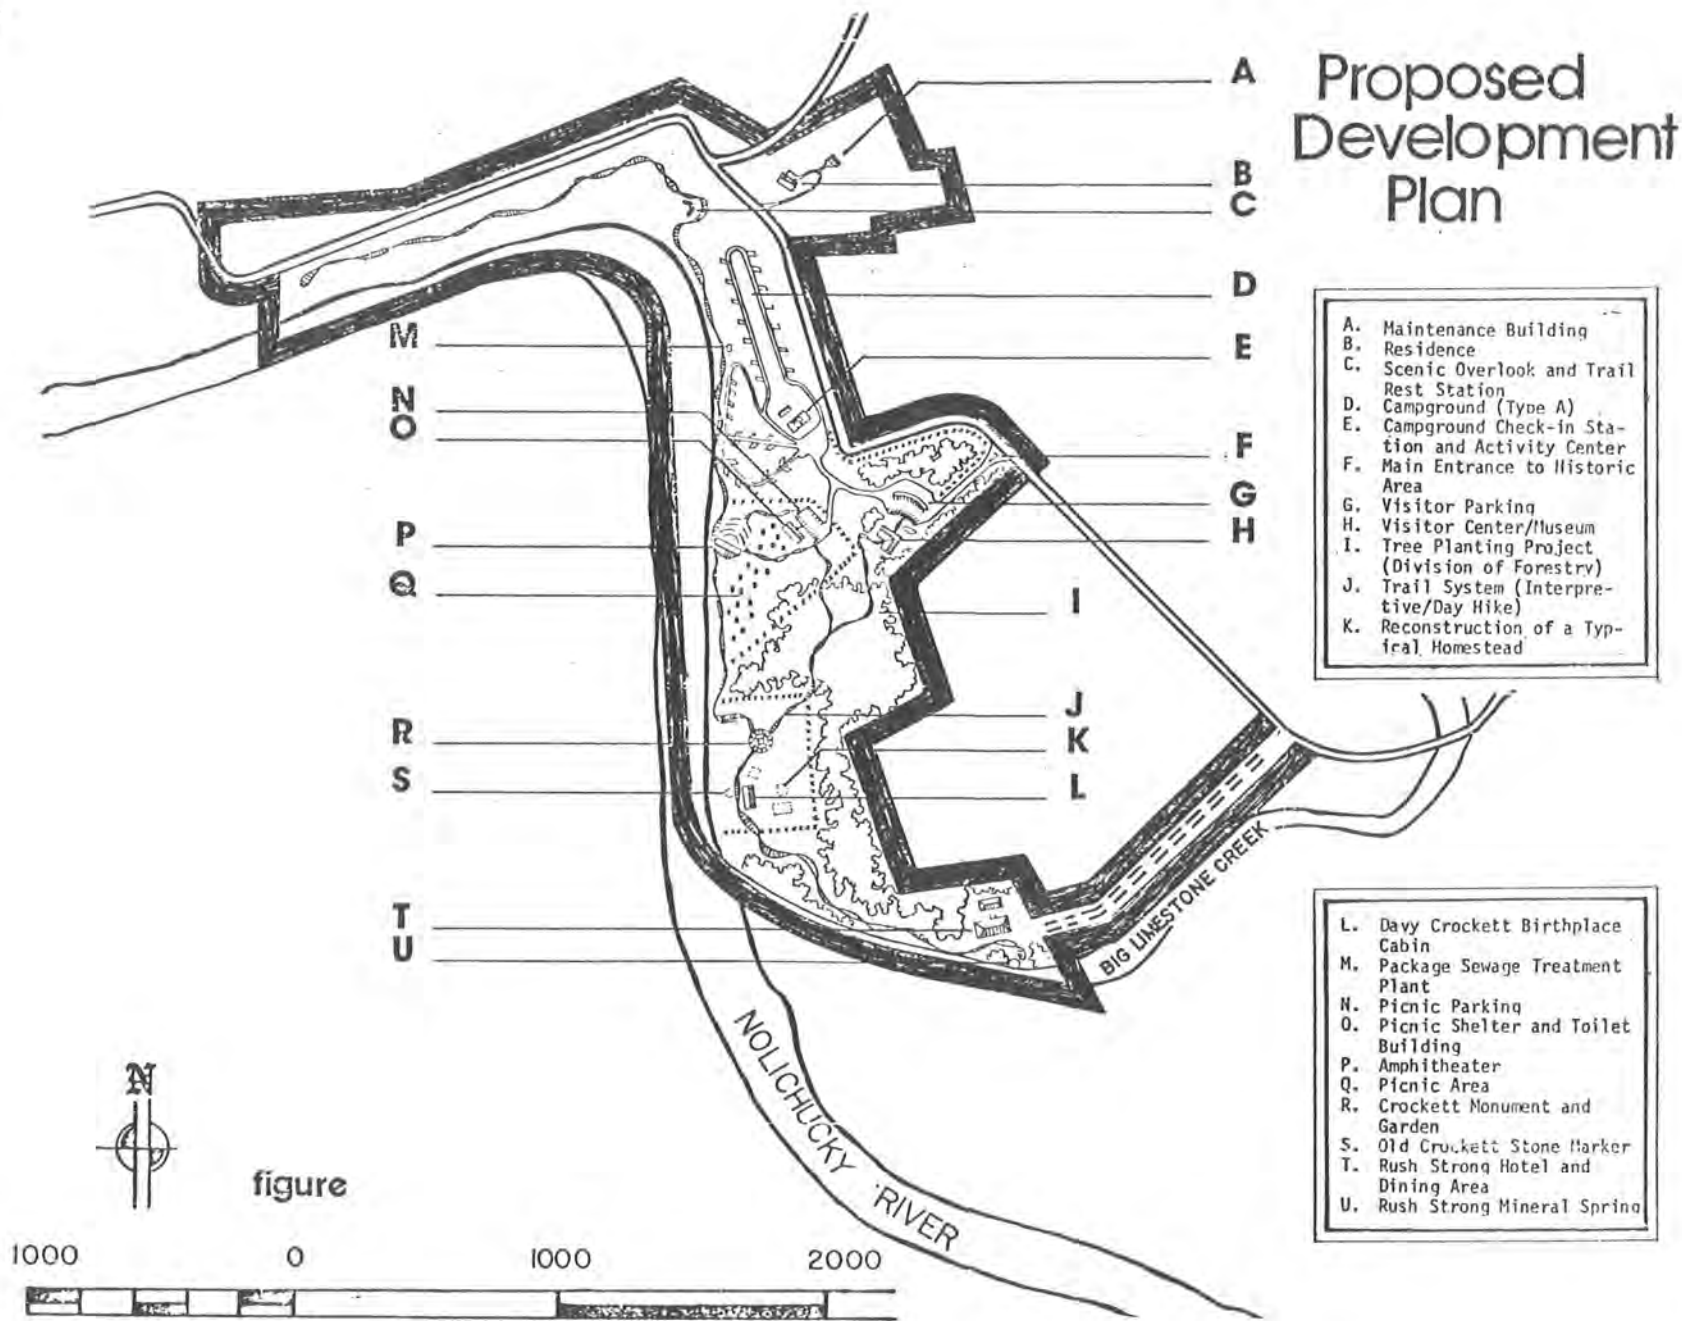 Proposed
Development
Plan
A
B
C
D
E
F
G
H
I
J
K
L
M
N
O
P
Q
R
S
T
U
A. Maintenance Building
B. Residence
C. Scenic Overlook and Trail
Rest Station
D. Campground (Type A)
E. Campground Check-in Sta-
tion and Activity Center
F. Main Entrance to Historic
Area
G. Visitor Parking
H. Visitor Center/Museum
I. Tree Planting Project
(Division of Forestry)
J. Trail System (Interpre-
tive/Day Hike)
K. Reconstruction of a Typ-
ical Homestead
L. Davy Crockett Birthplace
Cabin
M. Package Sewage Treatment
Plant
N. Picnic Parking
O. Picnic Shelter and Toilet
Building
P. Amphitheater
Q. Picnic Area
R. Crockett Monument and
Garden
S. Old Crockett Stone Marker
T. Rush Strong Hotel and
Dining Area
U. Rush Strong Mineral Spring
BIG LIMESTONE CREEK
NOLICHUCKY RIVER
N
figure
1000 0 1000 2000